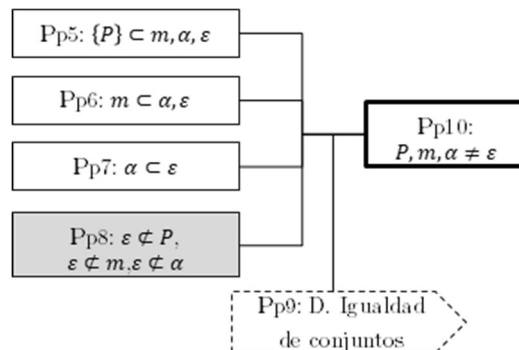 Pp5: {P} ⊂ m, α, ε
Pp6: m ⊂ α, ε
Pp7: α ⊂ ε
Pp8: ε ⊄ P,
ε ⊄ m, ε ⊄ α
Pp10:
P, m, α ≠ ε
Pp9: D. Igualdad
de conjuntos